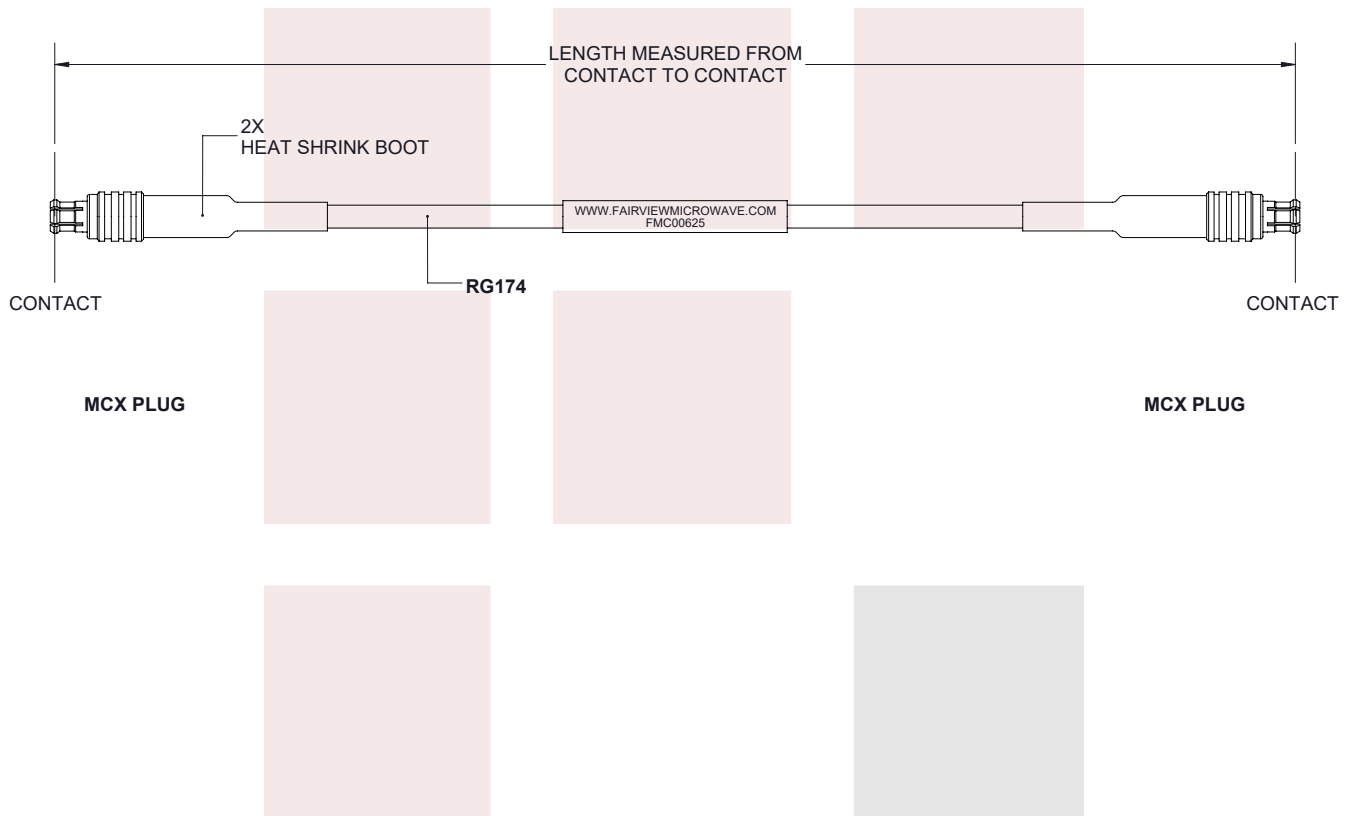 LENGTH MEASURED FROM
CONTACT TO CONTACT
2X
HEAT SHRINK BOOT
WWW.FAIRVIEWMICROWAVE.COM
FMC00625
RG174
CONTACT
CONTACT
MCX PLUG
MCX PLUG